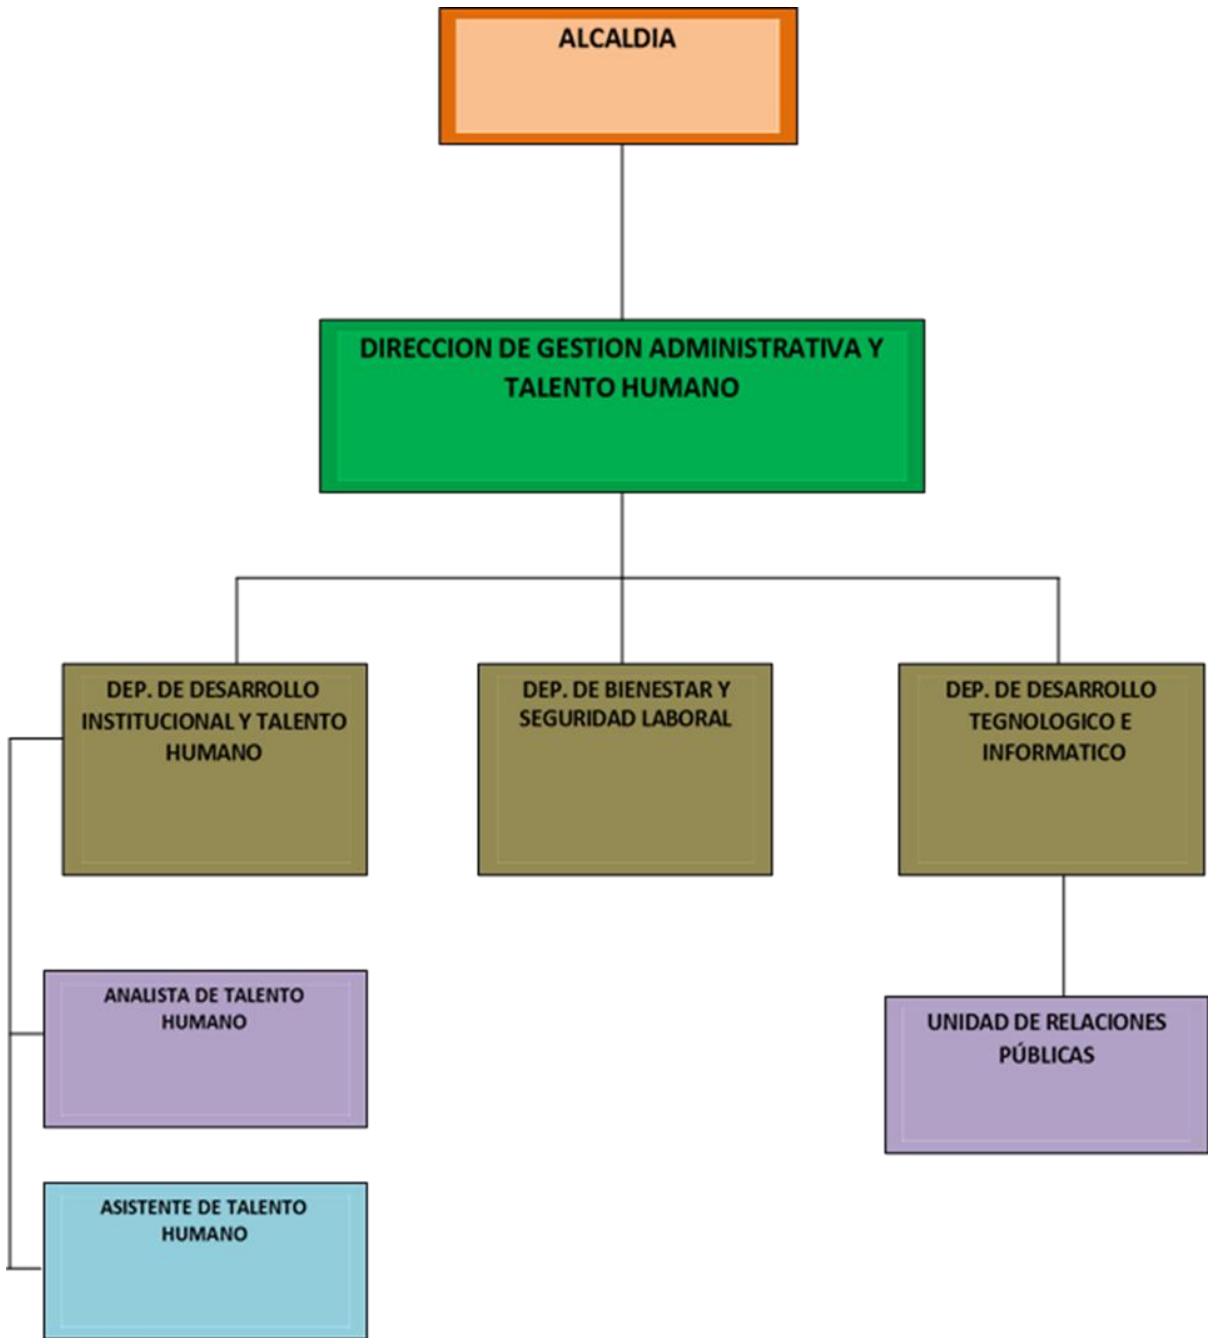 ALCALDIA
DIRECCION DE GESTION ADMINISTRATIVA Y
TALENTO HUMANO
DEP. DE DESARROLLO
INSTITUCIONAL Y TALENTO
HUMANO
DEP. DE BIENESTAR Y
SEGURIDAD LABORAL
DEP. DE DESARROLLO
TEGNOLOGICO E
INFORMATICO
ANALISTA DE TALENTO
HUMANO
UNIDAD DE RELACIONES
PÚBLICAS
ASISTENTE DE TALENTO
HUMANO